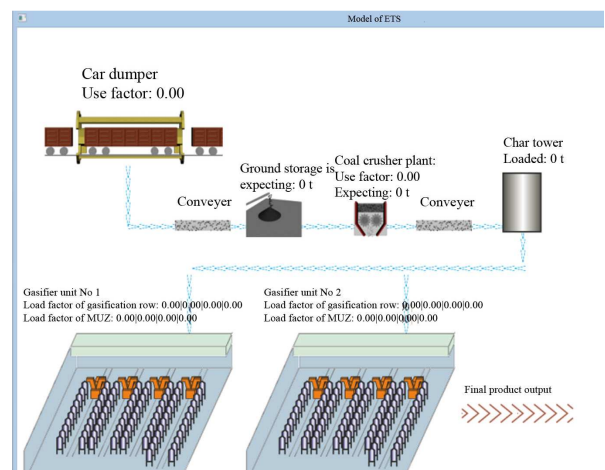 Model of ETS
Car dumper
Use factor: 0.00
Ground storage is
expecting: 0 t
Coal crusher plant:
Use factor: 0.00
Expecting: 0 t
Char tower
Loaded: 0 t
Conveyer
Conveyer
Gasifier unit No 1
Load factor of gasification row: 0.00|0.00|0.00|0.00
Load factor of MUZ: 0.00|0.00|0.00|0.00
Gasifier unit No 2
Load factor of gasification row: 0.00|0.00|0.00|0.00
Load factor of MUZ: 0.00|0.00|0.00|0.00
Final product output